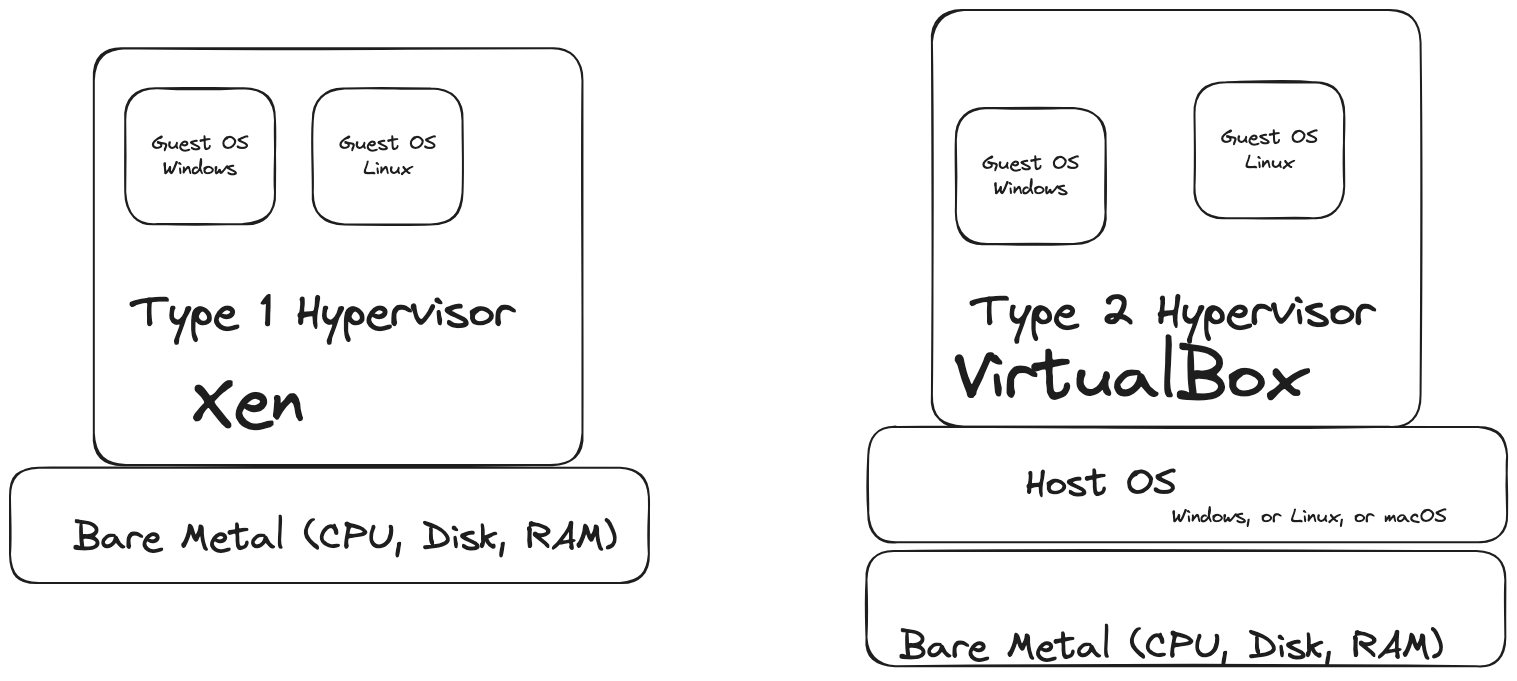 Guest OS
Windows
Guest OS
Linux
Type 1 Hypervisor
Xen
Bare Metal (CPU, Disk, RAM)
Guest OS
Windows
Guest OS
Linux
Type 2 Hypervisor
VirtualBox
Host OS
Windows, or Linux, or macOS
Bare Metal (CPU, Disk, RAM)